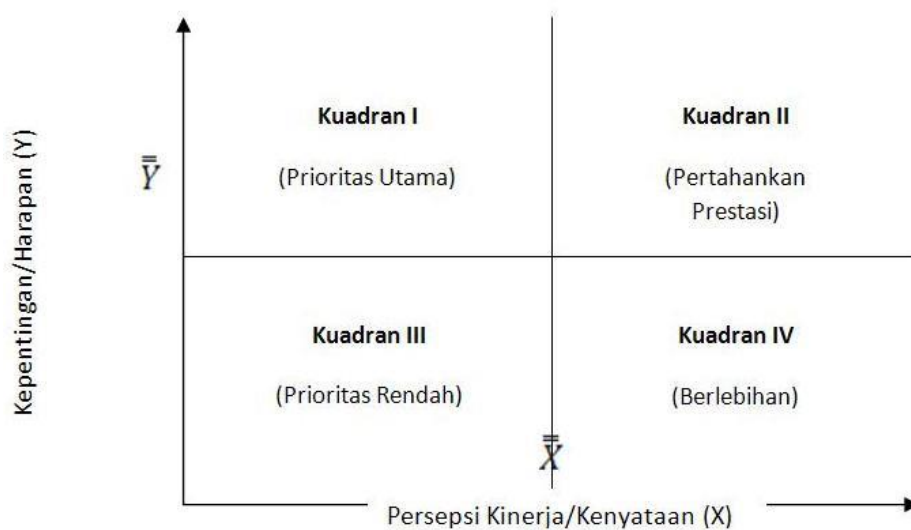 Kepentingan/Harapan (Y)
Y̿
Kuadran I
(Prioritas Utama)
Kuadran II
(Pertahankan
Prestasi)
Kuadran III
(Prioritas Rendah)
Kuadran IV
(Berlebihan)
X̿
Persepsi Kinerja/Kenyataan (X)